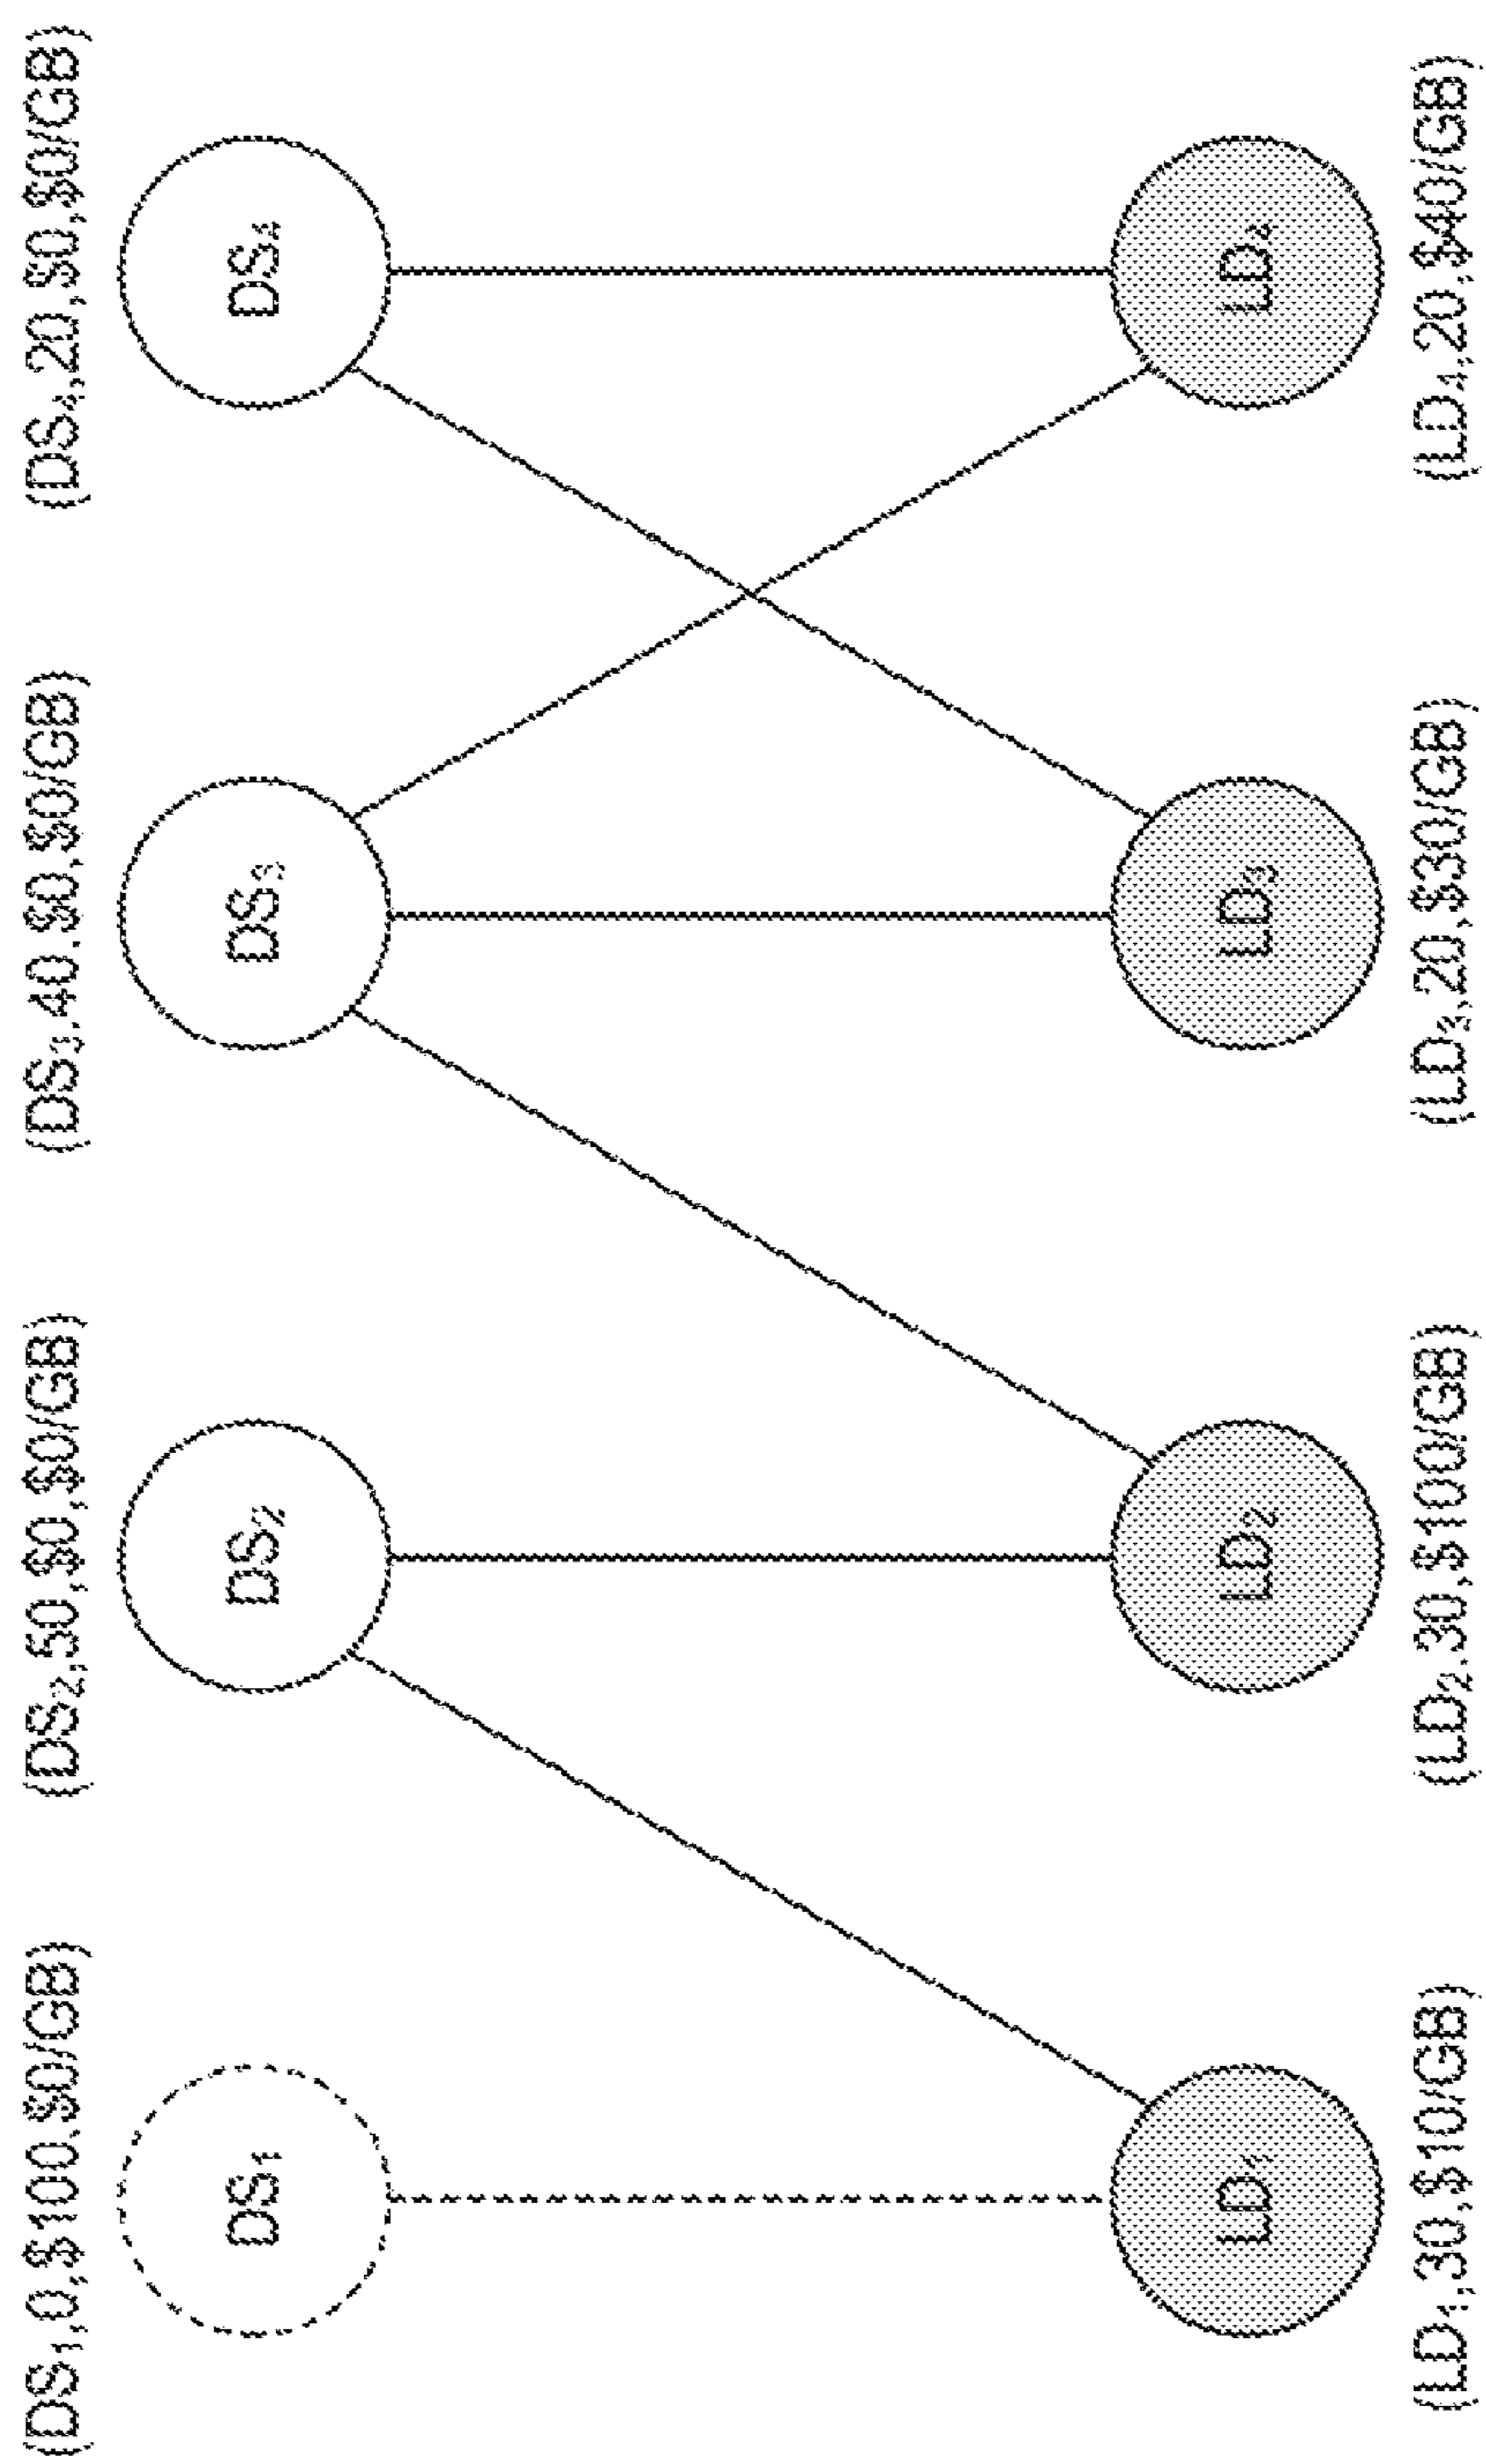 (DS₁,0,$100,$0/GB)
(DS₂,50,$0,$0/GB)
(DS₃,40,$0,$0/GB)
(DS₄,20,$0,$0/GB)
DS₁
DS₂
DS₃
DS₄
LD₁
LD₂
LD₃
LD₄
(LD₁,30,$10/GB)
(LD₂,30,$100/GB)
(LD₃,20,$30/GB)
(LD₄,20,$40/GB)